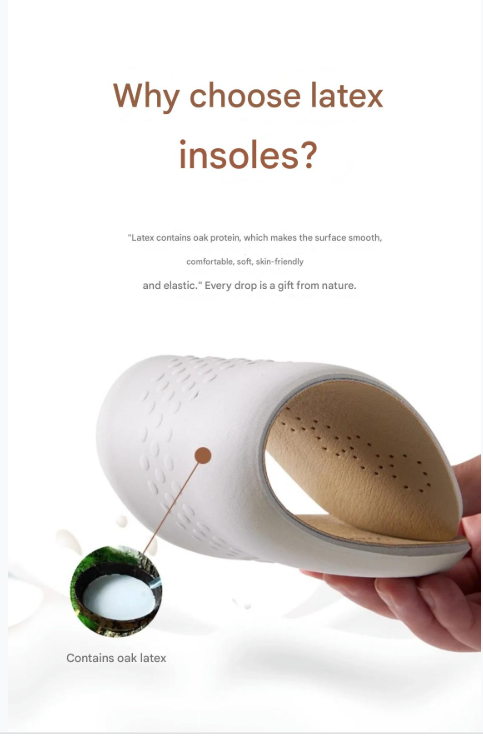 Why choose latex
insoles?
"Latex contains oak protein, which makes the surface smooth,
comfortable, soft, skin-friendly
and elastic." Every drop is a gift from nature.
Contains oak latex